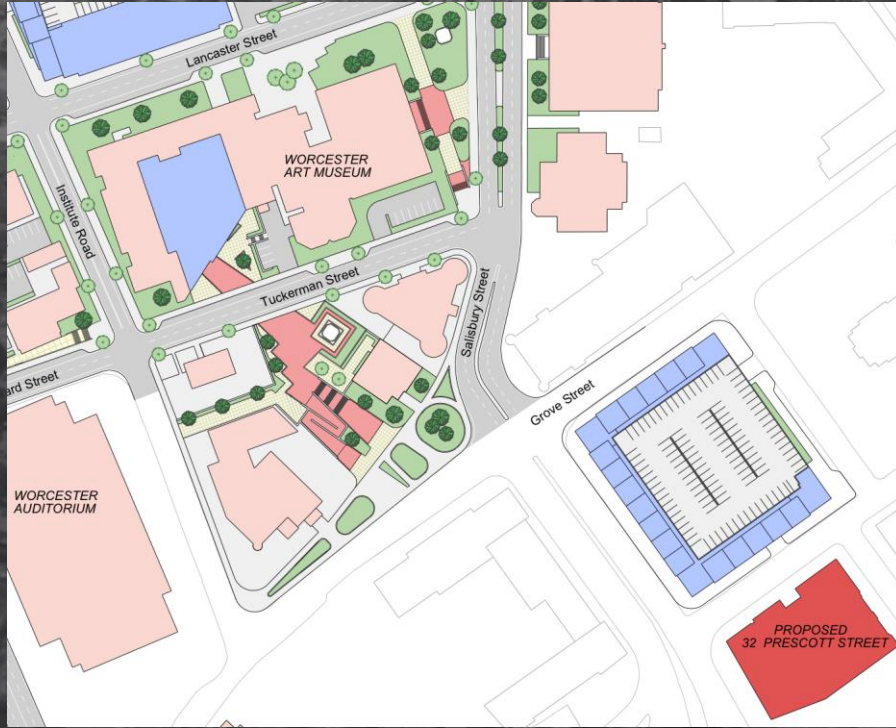 Lancaster Street
WORCESTER
ART MUSEUM
Institute Road
Tuckerman Street
Salisbury Street
ard Street
Grove Street
WORCESTER
AUDITORIUM
PROPOSED
32 PRESCOTT STREET